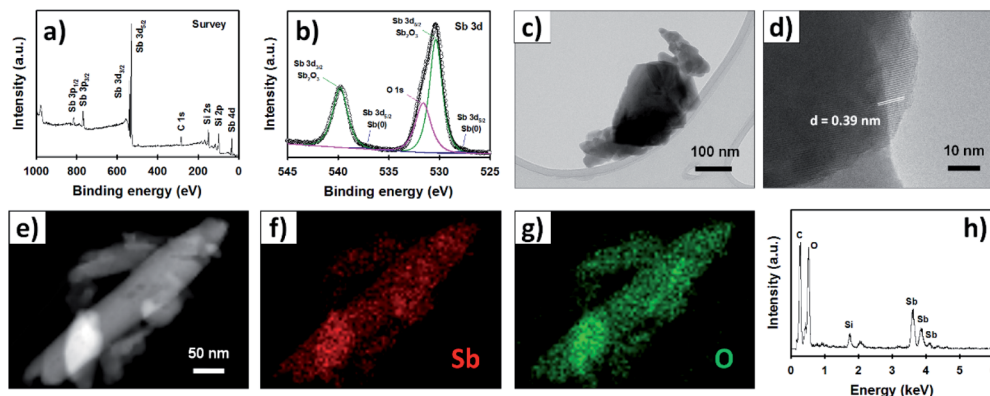 a)
Survey
Intensity (a.u.)
Sb 3p1/2
Sb 3p3/2
Sb 3d3/2
Sb 3d5/2
C 1s
Si 2s
Si 2p
Sb 4d
1000 800 600 400 200 0
Binding energy (eV)
b)
Sb 3d
Intensity (a.u.)
Sb 3d3/2
Sb2O3
Sb 3d5/2
Sb2O3
O 1s
Sb 3d5/2
Sb(0)
Sb 3d5/2
Sb(0)
545 540 535 530 525
Binding energy (eV)
c)
100 nm
d)
d = 0.39 nm
10 nm
e)
50 nm
f)
Sb
g)
O
h)
Intensity (a.u.)
C
O
Si
Sb
Sb
Sb
0 2 4 6
Energy (keV)